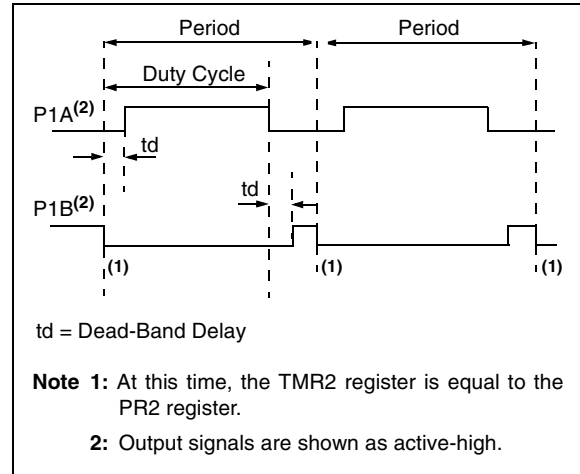 Period Period
Duty Cycle
P1A(2)
td
td
P1B(2)
(1) (1) (1)
td = Dead-Band Delay
Note 1: At this time, the TMR2 register is equal to the
PR2 register.
2: Output signals are shown as active-high.